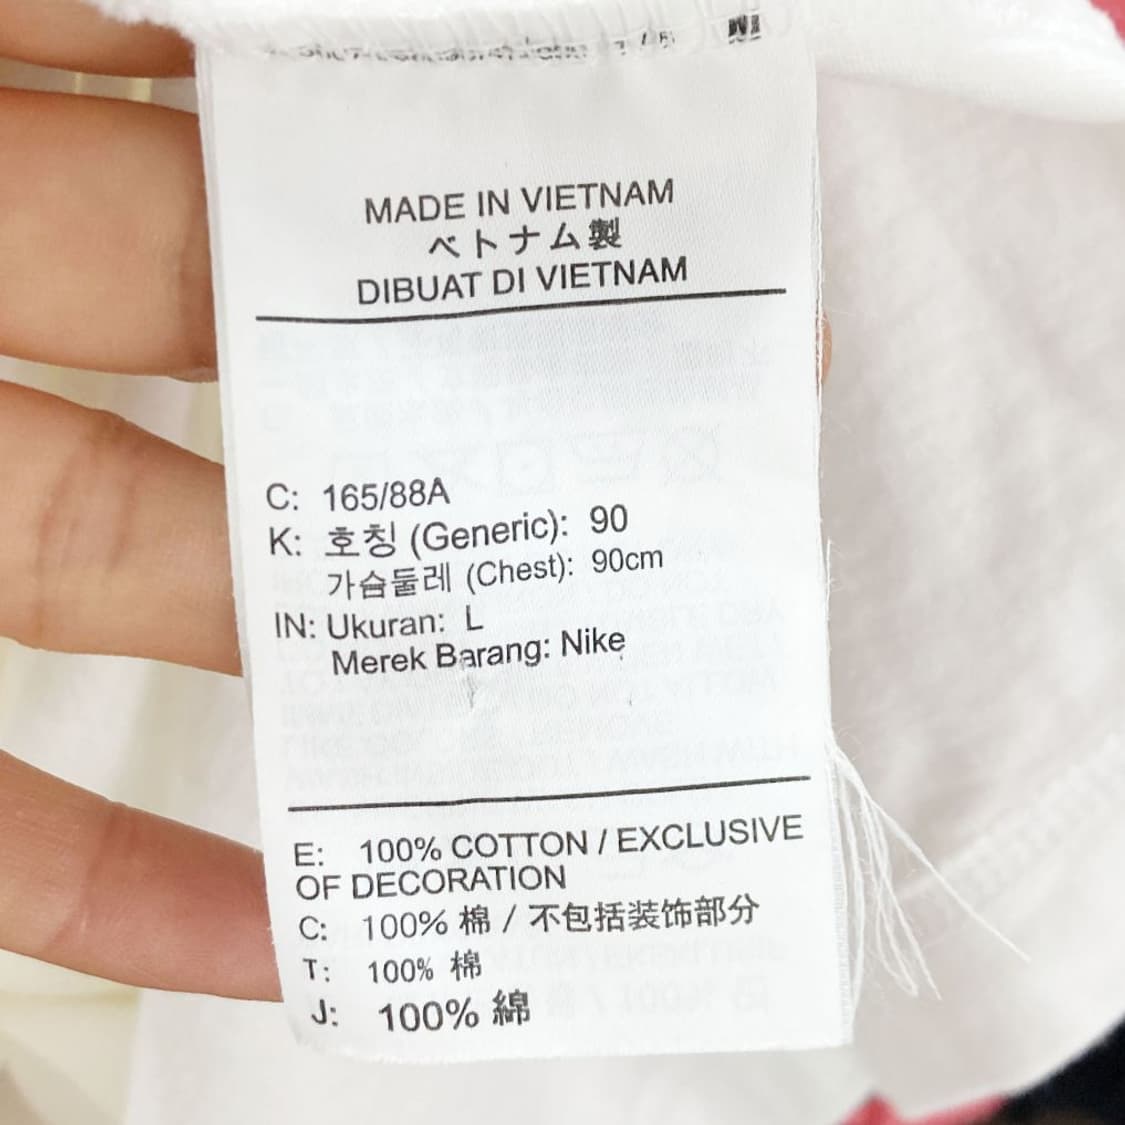 MADE IN VIETNAM
ベトナム製
DIBUAT DI VIETNAM
C: 165/88A
K: 호칭 (Generic): 90
가슴둘레 (Chest): 90cm
IN: Ukuran: L
Merek Barang: Nike
E: 100% COTTON / EXCLUSIVE
OF DECORATION
C: 100% 棉 / 不包括装饰部分
T: 100% 棉
J: 100% 綿